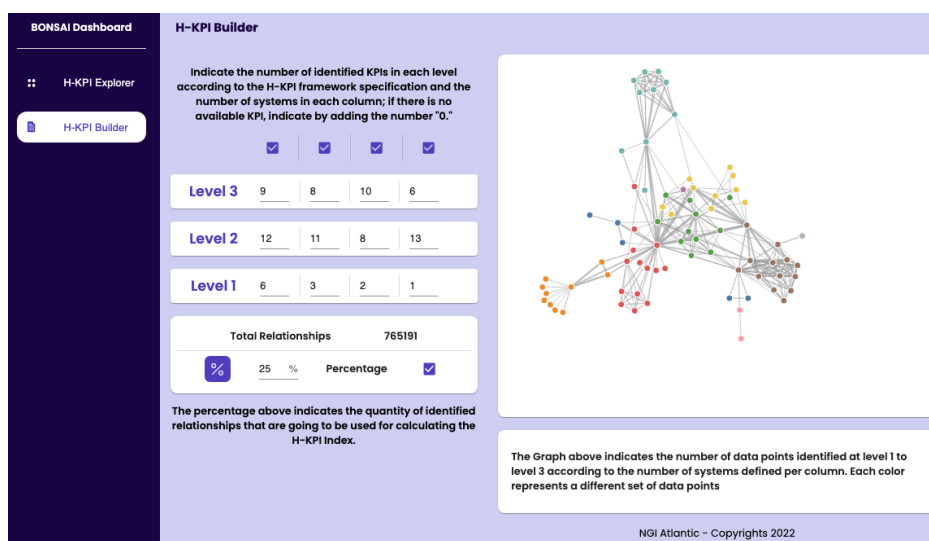 BONSAI Dashboard
H-KPI Explorer
H-KPI Builder
H-KPI Builder
Indicate the number of identified KPIs in each level
according to the H-KPI framework specification and the
number of systems in each column; if there is no
available KPI, indicate by adding the number "0."
Level 3 9 8 10 6
Level 2 12 11 8 13
Level 1 6 3 2 1
Total Relationships 765191
% 25 % Percentage
The percentage above indicates the quantity of identified
relationships that are going to be used for calculating the
H-KPI Index.
The Graph above indicates the number of data points identified at level 1 to
level 3 according to the number of systems defined per column. Each color
represents a different set of data points
NGI Atlantic - Copyrights 2022